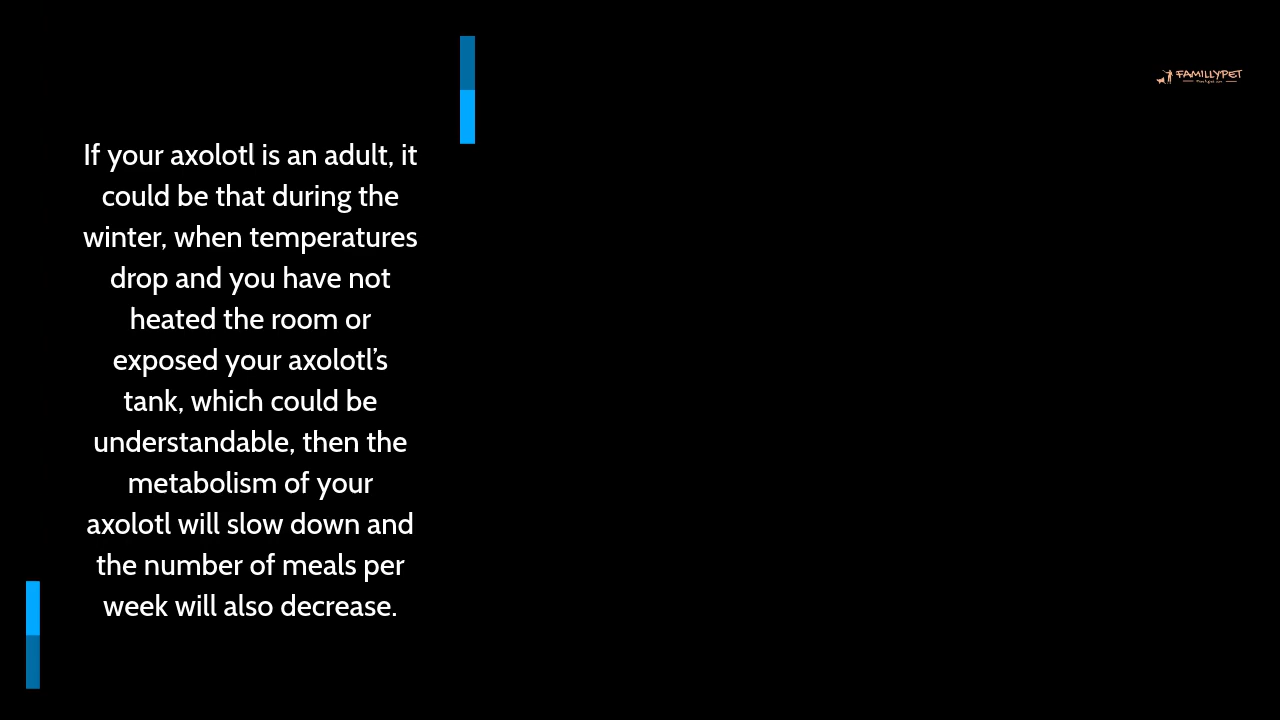 FAMILLYPET
If your axolotl is an adult, it
could be that during the
winter, when temperatures
drop and you have not
heated the room or
exposed your axolotl’s
tank, which could be
understandable, then the
metabolism of your
axolotl will slow down and
the number of meals per
week will also decrease.